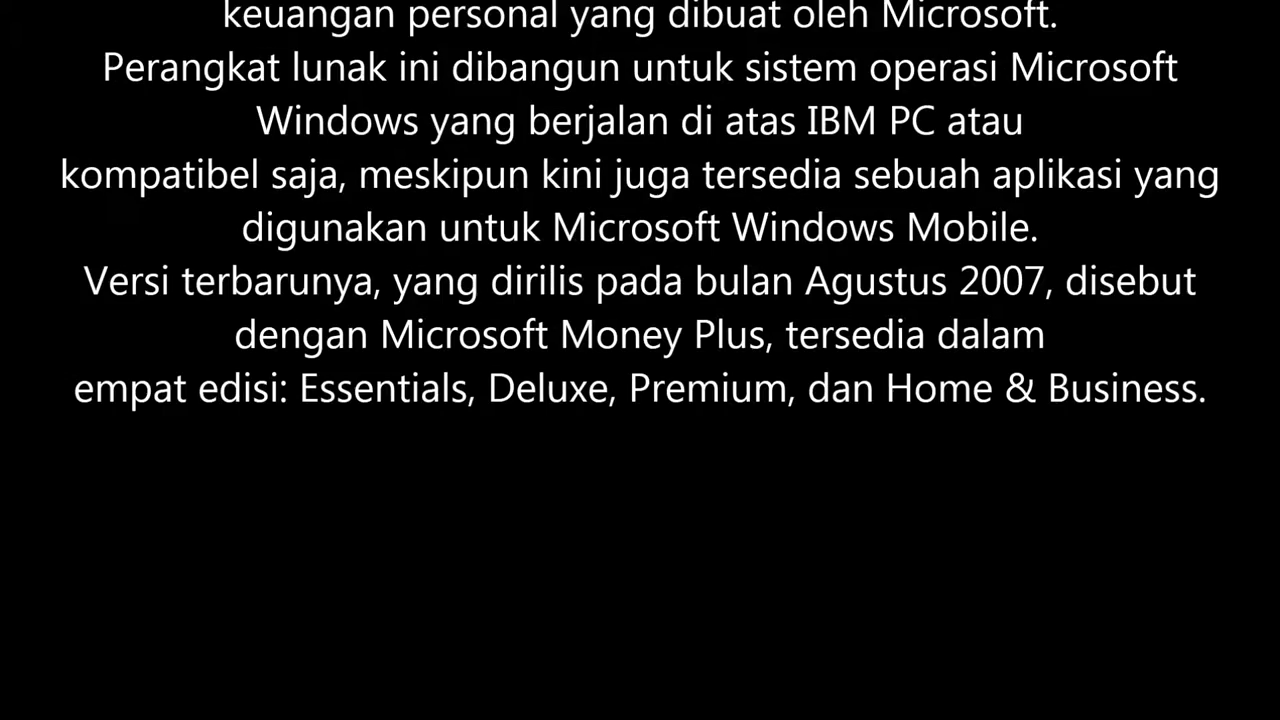 keuangan personal yang dibuat oleh Microsoft.
Perangkat lunak ini dibangun untuk sistem operasi Microsoft
Windows yang berjalan di atas IBM PC atau
kompatibel saja, meskipun kini juga tersedia sebuah aplikasi yang
digunakan untuk Microsoft Windows Mobile.
Versi terbarunya, yang dirilis pada bulan Agustus 2007, disebut
dengan Microsoft Money Plus, tersedia dalam
empat edisi: Essentials, Deluxe, Premium, dan Home & Business.